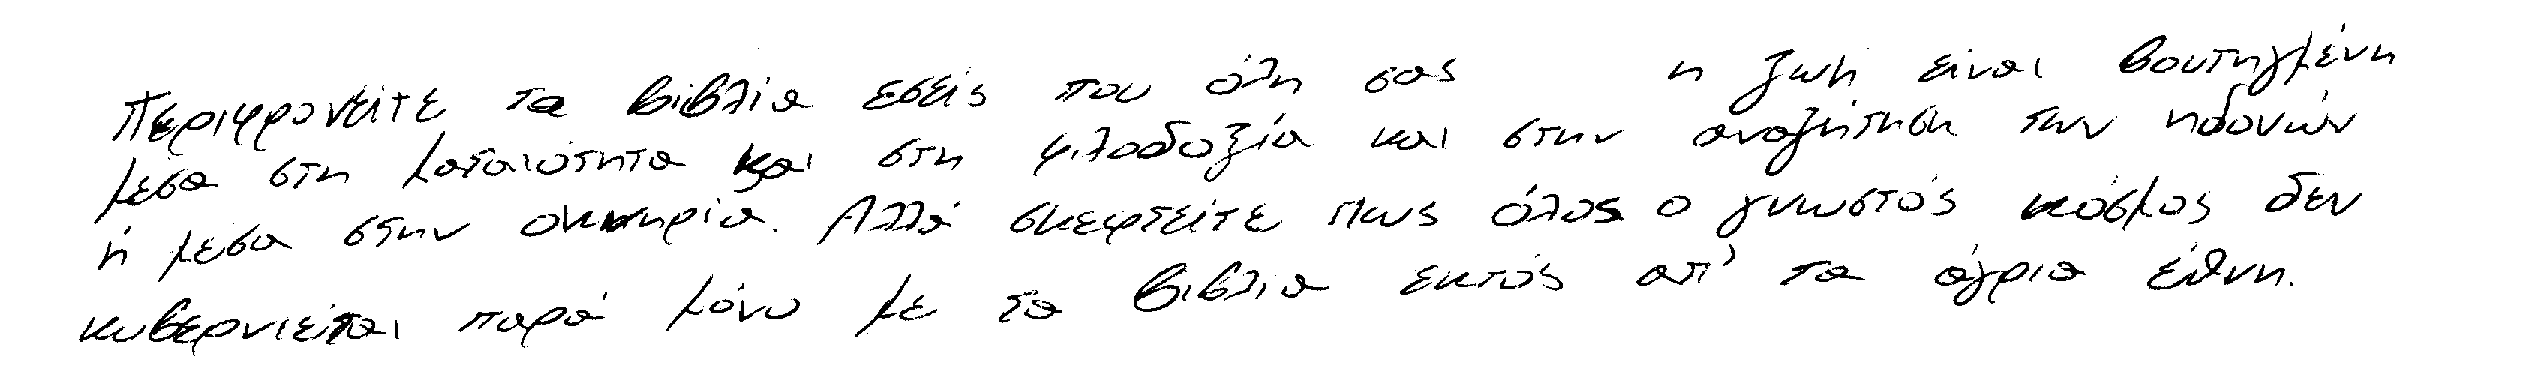 Περιφρονείτε τα βιβλία εσείς που όλη σας η ζωή είναι βουτηγμένη
μέσα στη ματαιότητα και στη φιλοδοξία και στην αναζήτηση των ηδονών
ή μέσα στην οκνηρία. Αλλά σκεφτείτε πως όλος ο γνωστός κόσμος δεν
κυβερνιέται παρά μόνο με τα βιβλία εκτός απ' τα άγρια έθνη.